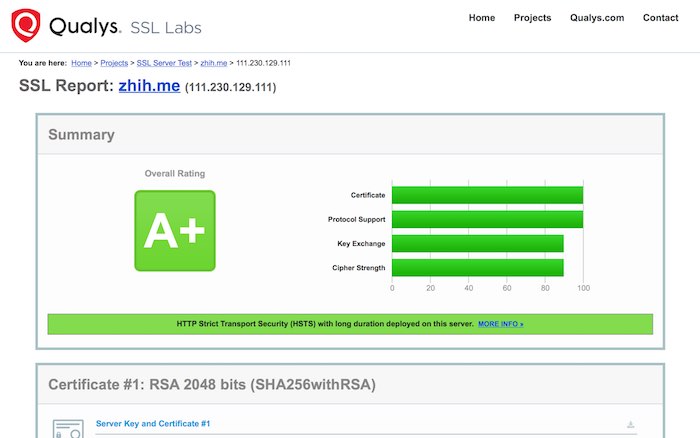 Qualys. SSL Labs
Home Projects Qualys.com Contact
You are here: Home > Projects > SSL Server Test > zhih.me > 111.230.129.111
SSL Report: zhih.me (111.230.129.111)
Summary
Overall Rating
A+
Certificate
Protocol Support
Key Exchange
Cipher Strength
0 20 40 60 80 100
HTTP Strict Transport Security (HSTS) with long duration deployed on this server. MORE INFO »
Certificate #1: RSA 2048 bits (SHA256withRSA)
Server Key and Certificate #1